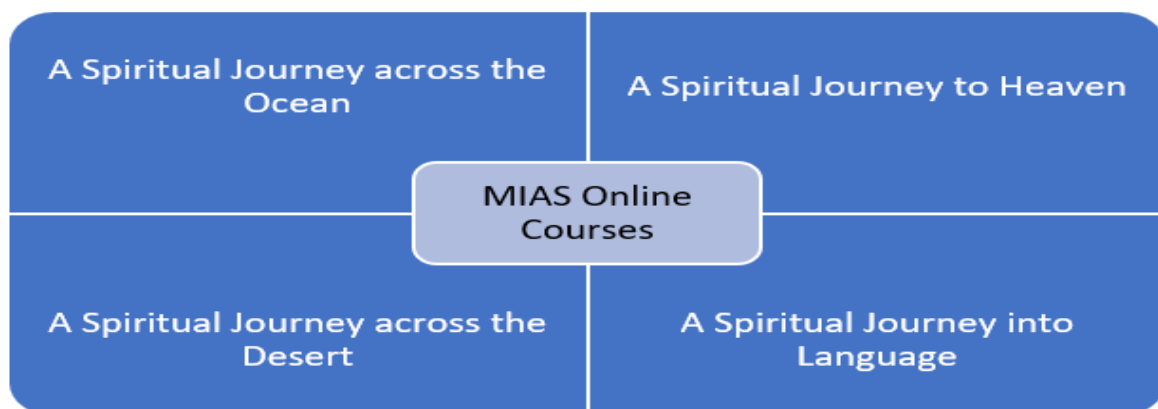 A Spiritual Journey across the
Ocean
A Spiritual Journey to Heaven
MIAS Online
Courses
A Spiritual Journey across the
Desert
A Spiritual Journey into
Language